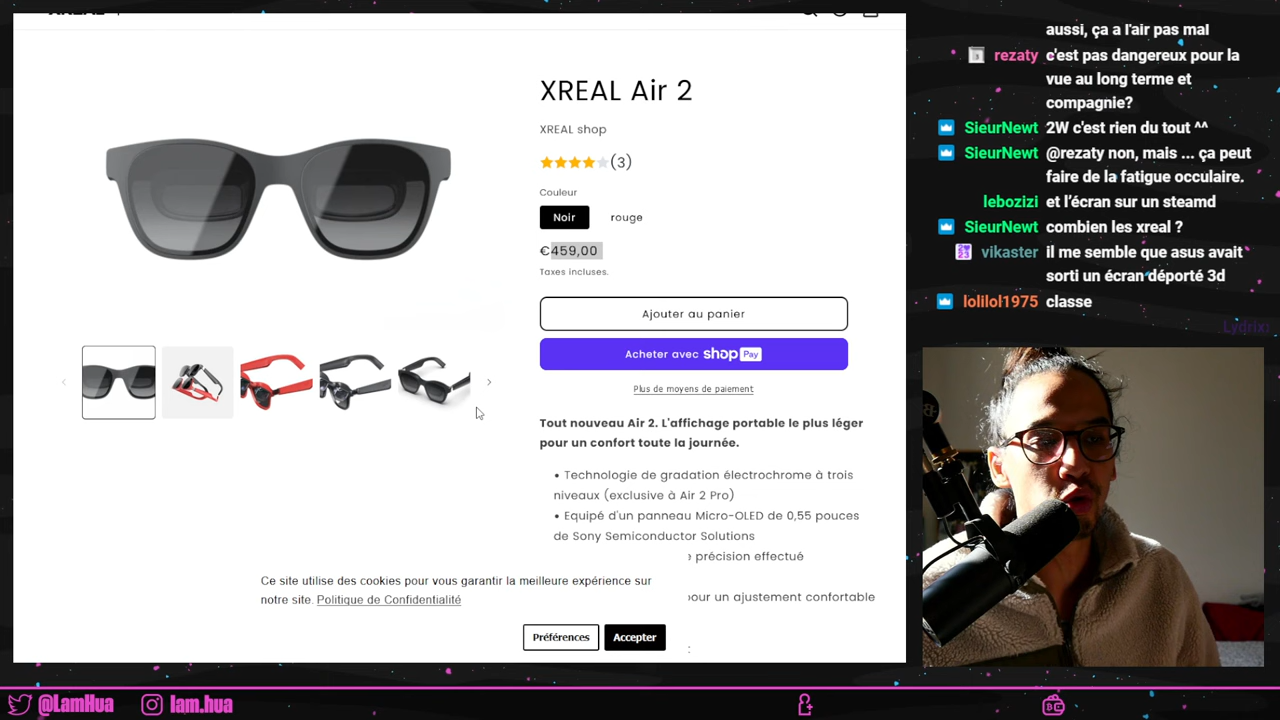 XREAL Air 2
XREAL shop
(3)
Couleur
Noir
rouge
€459,00
Taxes incluses.
Ajouter au panier
Acheter avec shop Pay
Plus de moyens de paiement
Tout nouveau Air 2. L'affichage portable le plus léger
pour un confort toute la journée.
• Technologie de gradation électrochrome à trois
niveaux (exclusive à Air 2 Pro)
• Equipé d'un panneau Micro-OLED de 0,55 pouces
de Sony Semiconductor Solutions
précision effectué
pour un ajustement confortable
Ce site utilise des cookies pour vous garantir la meilleure expérience sur
notre site. Politique de Confidentialité
Préférences
Accepter
aussi, ça a l'air pas mal
rezaty c'est pas dangereux pour la
vue au long terme et
compagnie?
SieurNewt 2W c'est rien du tout ^^
SieurNewt @rezaty non, mais ... ça peut
faire de la fatigue occulaire.
lebozizi et l'écran sur un steamd
SieurNewt combien les xreal ?
vikaster il me semble que asus avait
sorti un écran déporté 3d
lolilol1975 classe
Lydrixi
@LamHua
lam.hua